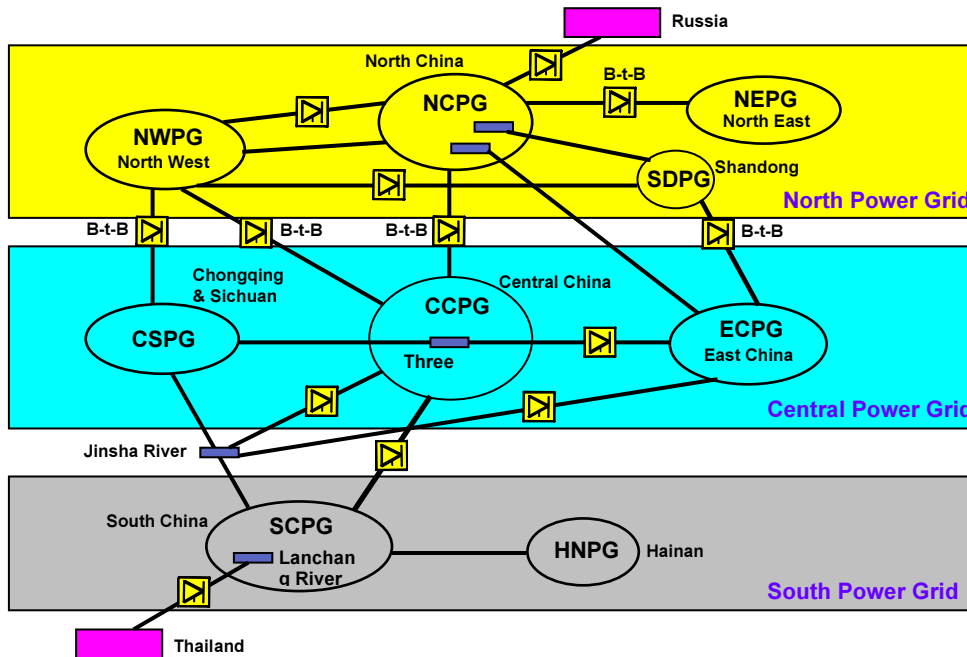 Russia
North China
B-t-B
NCPG
NEPG
North East
NWPG
North West
Shandong
SDPG
North Power Grid
B-t-B
B-t-B
B-t-B
B-t-B
Chongqing
& Sichuan
Central China
CCPG
CSPG
ECPG
East China
Three
Central Power Grid
Jinsha River
South China
SCPG
HNPG
Hainan
Lanchan
g River
South Power Grid
Thailand